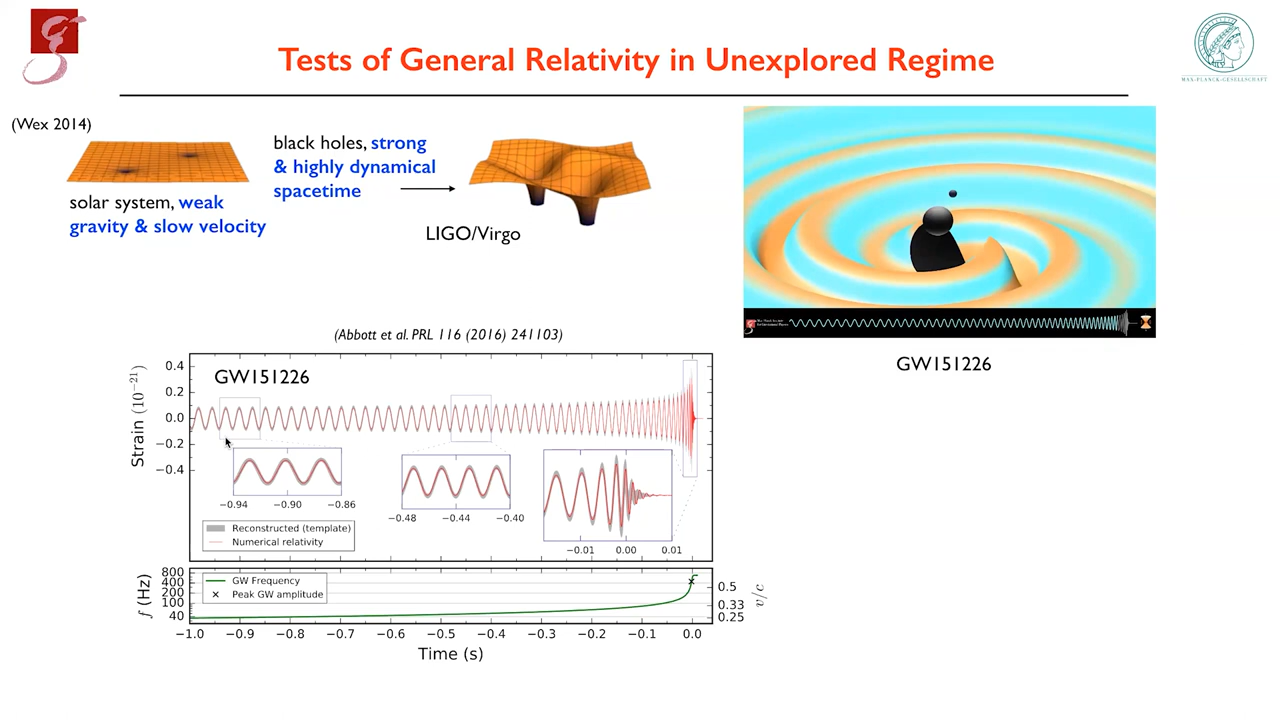 Tests of General Relativity in Unexplored Regime
MAX-PLANCK-GESELLSCHAFT
(Wex 2014)
black holes, strong
& highly dynamical
spacetime
solar system, weak
gravity & slow velocity
LIGO/Virgo
GW151226
(Abbott et al. PRL 116 (2016) 241103)
GW151226
Strain (10⁻²¹)
0.4
0.2
0.0
−0.2
−0.4
−0.94 −0.90 −0.86
−0.48 −0.44 −0.40
−0.01 0.00 0.01
Reconstructed (template)
Numerical relativity
f (Hz)
800
400
200
100
40
GW Frequency
Peak GW amplitude
0.5
0.33
0.25
v/c
−1.0 −0.9 −0.8 −0.7 −0.6 −0.5 −0.4 −0.3 −0.2 −0.1 0.0
Time (s)